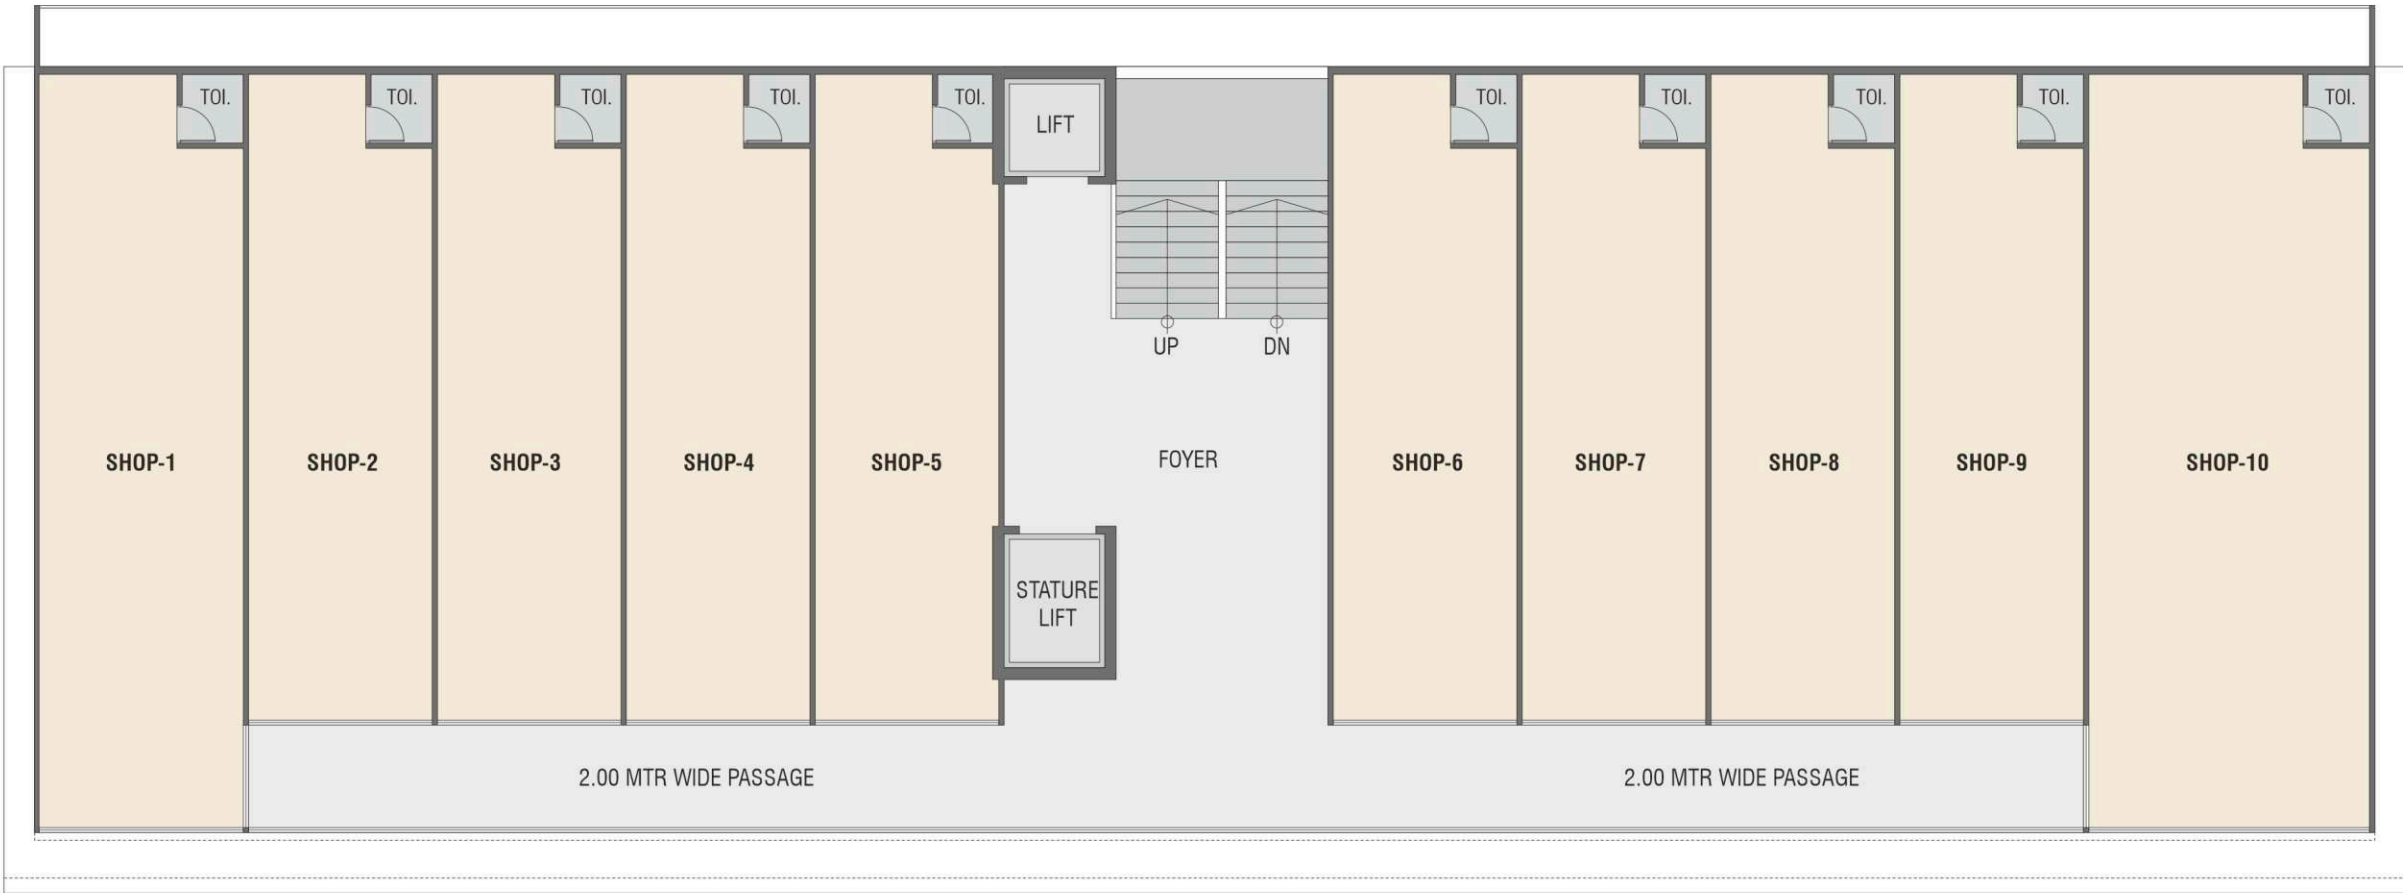 TOI.
TOI.
TOI.
TOI.
TOI.
LIFT
TOI.
TOI.
TOI.
TOI.
TOI.
UP
DN
SHOP-1
SHOP-2
SHOP-3
SHOP-4
SHOP-5
FOYER
SHOP-6
SHOP-7
SHOP-8
SHOP-9
SHOP-10
STATURE
LIFT
2.00 MTR WIDE PASSAGE
2.00 MTR WIDE PASSAGE